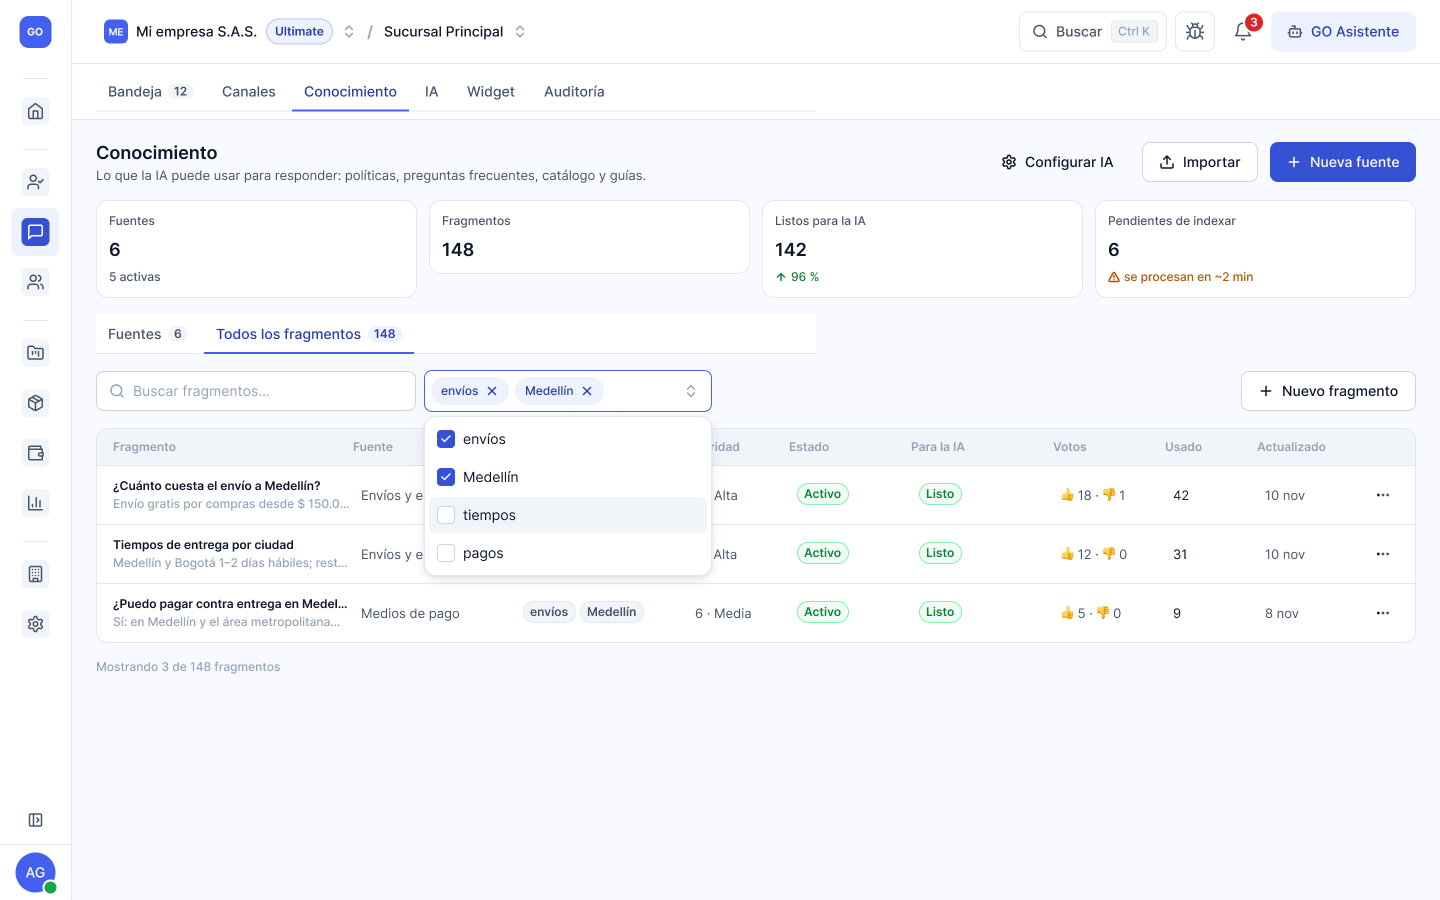 GO
ME Mi empresa S.A.S. Ultimate / Sucursal Principal
Buscar Ctrl K 3 GO Asistente
Bandeja 12 Canales Conocimiento IA Widget Auditoría
Conocimiento
Lo que la IA puede usar para responder: políticas, preguntas frecuentes, catálogo y guías.
Configurar IA Importar + Nueva fuente
Fuentes
6
5 activas
Fragmentos
148
Listos para la IA
142
↑ 96 %
Pendientes de indexar
6
se procesan en ~2 min
Fuentes 6 Todos los fragmentos 148
Buscar fragmentos... envíos × Medellín × + Nuevo fragmento
envíos
Medellín
tiempos
pagos
Fragmento Fuente ridad Estado Para la IA Votos Usado Actualizado
¿Cuánto cuesta el envío a Medellín?
Envío gratis por compras desde $ 150.0...
Envíos y e Alta Activo Listo 👍 18 · 👎 1 42 10 nov ...
Tiempos de entrega por ciudad
Medellín y Bogotá 1–2 días hábiles; rest...
Envíos y e Alta Activo Listo 👍 12 · 👎 0 31 10 nov ...
¿Puedo pagar contra entrega en Medel...
Sí: en Medellín y el área metropolitana...
Medios de pago envíos Medellín 6 · Media Activo Listo 👍 5 · 👎 0 9 8 nov ...
Mostrando 3 de 148 fragmentos
AG